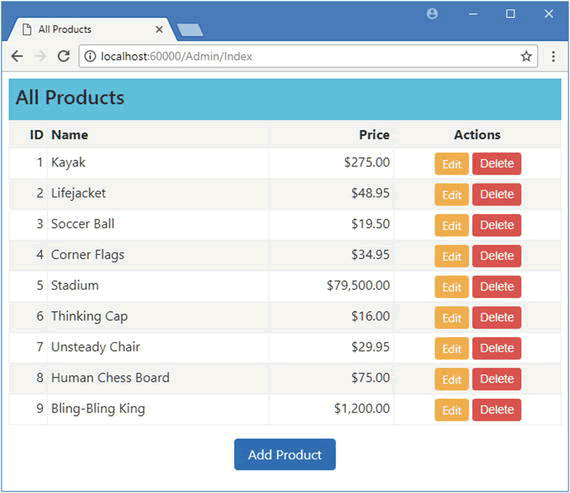 All Products
localhost:60000/Admin/Index
All Products
ID Name Price Actions
1 Kayak $275.00 Edit Delete
2 Lifejacket $48.95 Edit Delete
3 Soccer Ball $19.50 Edit Delete
4 Corner Flags $34.95 Edit Delete
5 Stadium $79,500.00 Edit Delete
6 Thinking Cap $16.00 Edit Delete
7 Unsteady Chair $29.95 Edit Delete
8 Human Chess Board $75.00 Edit Delete
9 Bling-Bling King $1,200.00 Edit Delete
Add Product